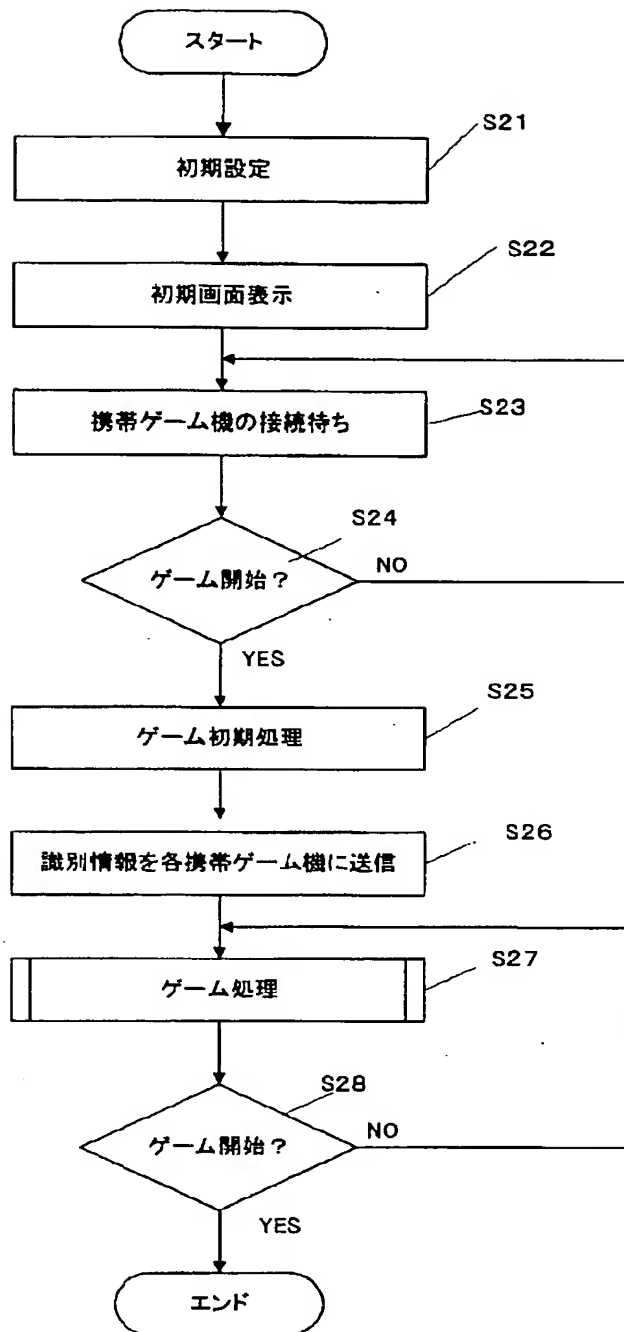 スタート
S21
初期設定
S22
初期画面表示
S23
携帯ゲーム機の接続待ち
S24
ゲーム開始？
NO
YES
S25
ゲーム初期処理
S26
識別情報を各携帯ゲーム機に送信
S27
ゲーム処理
S28
ゲーム開始？
NO
YES
エンド